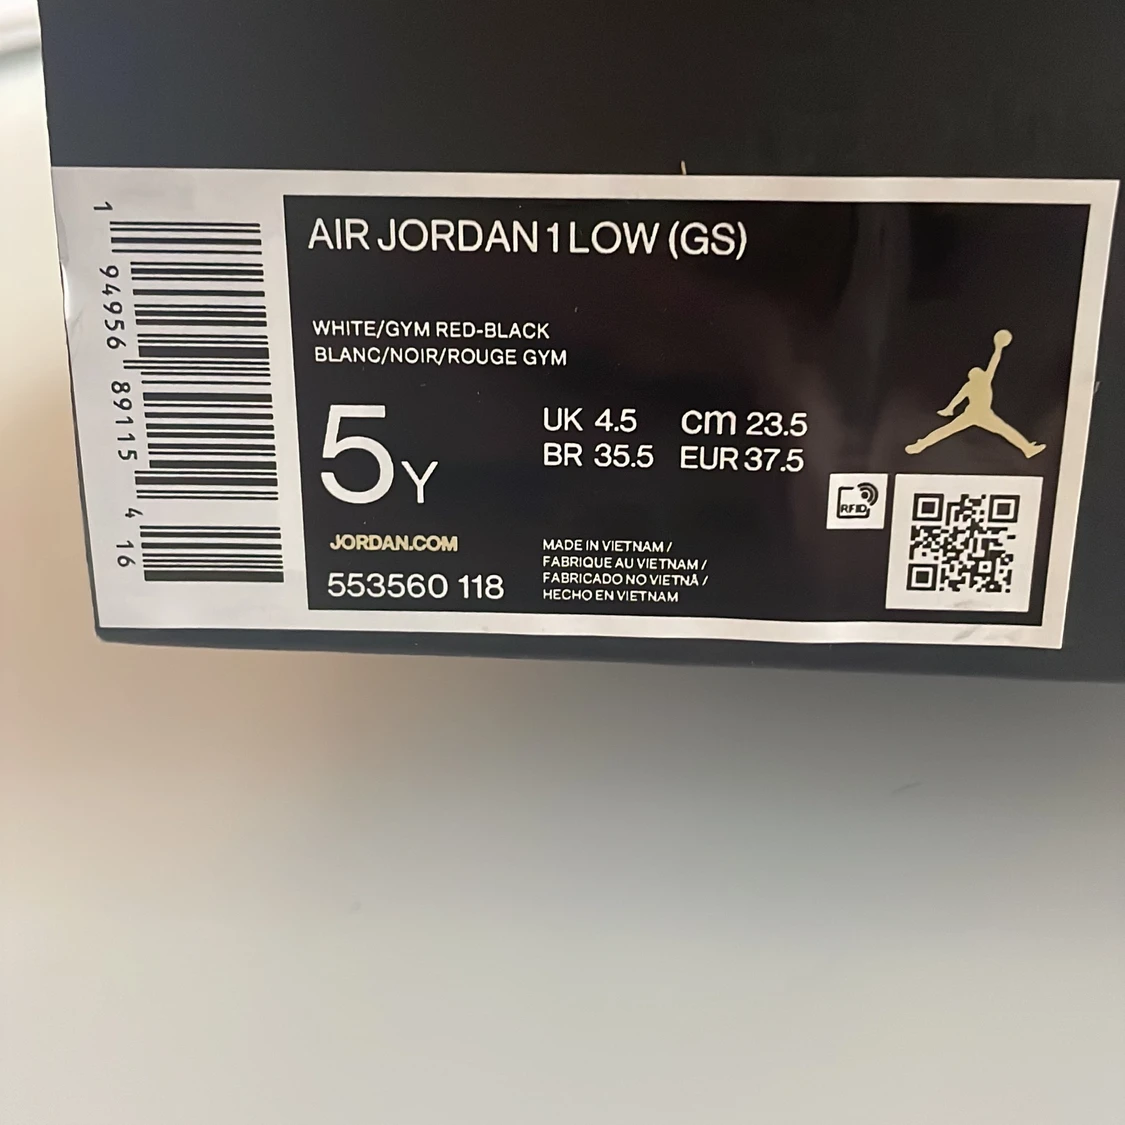 1 94956 89115 4 16
AIR JORDAN 1 LOW (GS)
WHITE/GYM RED-BLACK
BLANC/NOIR/ROUGE GYM
5Y
UK 4.5 cm 23.5
BR 35.5 EUR 37.5
RFID
JORDAN.COM
553560 118
MADE IN VIETNAM /
FABRIQUE AU VIETNAM /
FABRICADO NO VIETNÃ /
HECHO EN VIETNAM